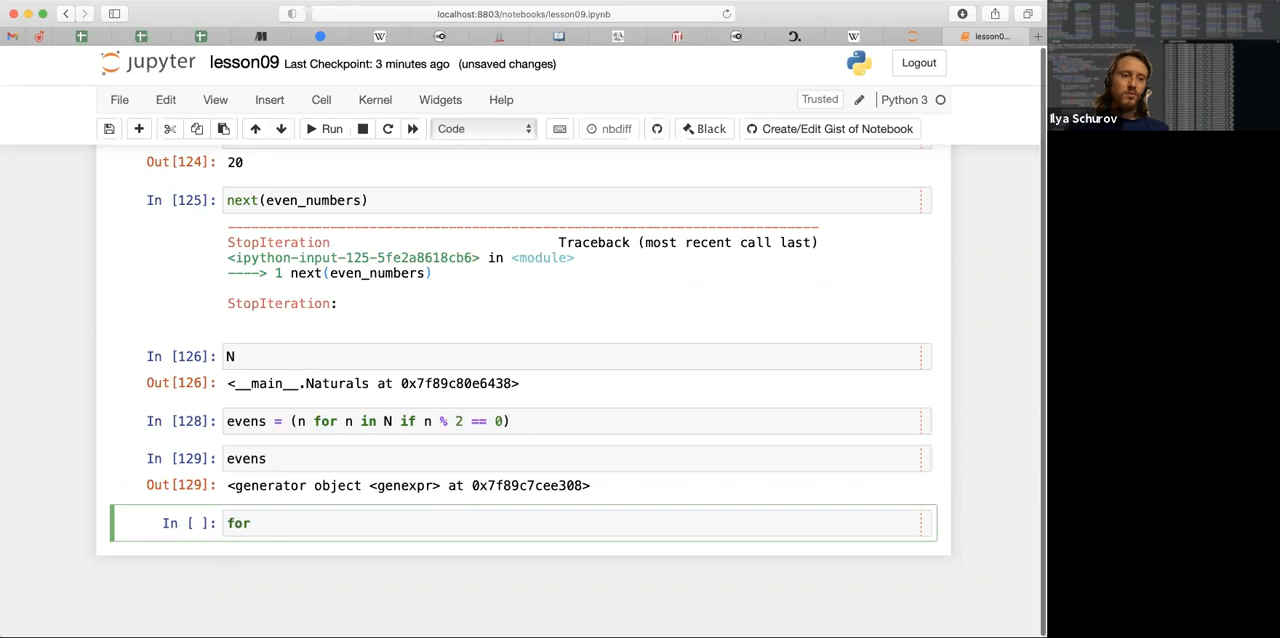 localhost:8803/notebooks/lesson09.ipynb
lesson0...
jupyter lesson09 Last Checkpoint: 3 minutes ago (unsaved changes)
Logout
File Edit View Insert Cell Kernel Widgets Help
Trusted Python 3
Run Code nbdiff Black Create/Edit Gist of Notebook
Out[124]: 20
In [125]: next(even_numbers)
StopIteration Traceback (most recent call last)
<ipython-input-125-5fe2a8618cb6> in <module>
----> 1 next(even_numbers)
StopIteration:
In [126]: N
Out[126]: <__main__.Naturals at 0x7f89c80e6438>
In [128]: evens = (n for n in N if n % 2 == 0)
In [129]: evens
Out[129]: <generator object <genexpr> at 0x7f89c7cee308>
In [ ]: for
Ilya Schurov